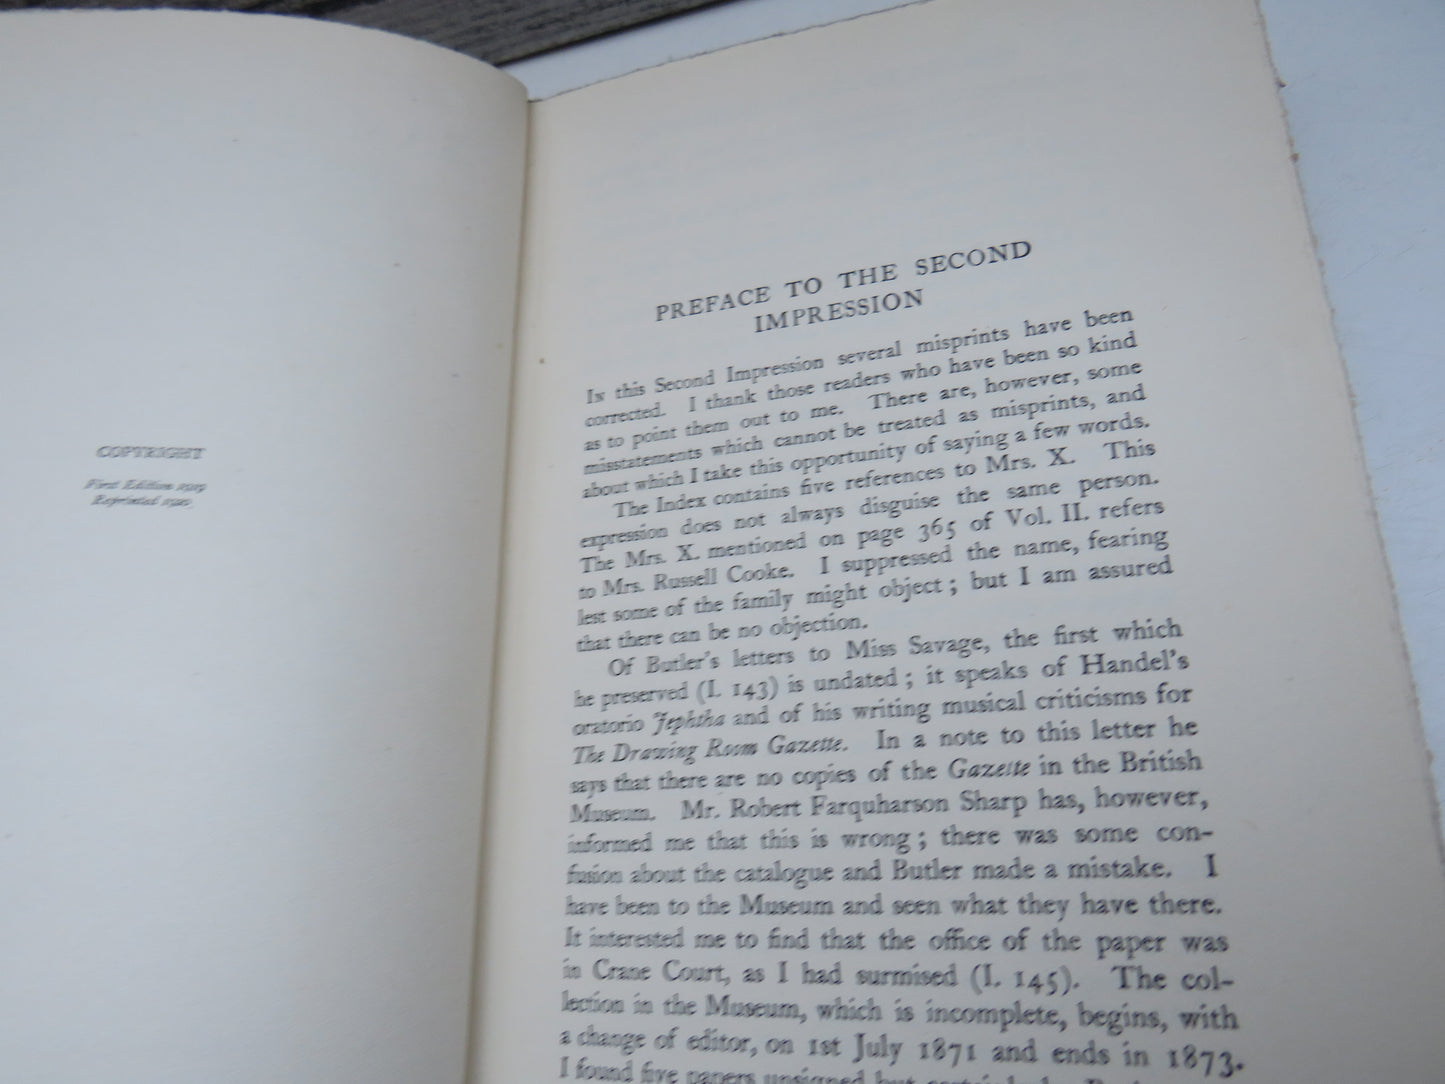 COPYRIGHT
First Edition 1919
Reprinted 1920.
PREFACE TO THE SECOND
IMPRESSION
In this Second Impression several misprints have been
corrected. I thank those readers who have been so kind
as to point them out to me. There are, however, some
misstatements which cannot be treated as misprints, and
about which I take this opportunity of saying a few words.
The Index contains five references to Mrs. X. This
expression does not always disguise the same person.
The Mrs. X. mentioned on page 365 of Vol. II. refers
to Mrs. Russell Cooke. I suppressed the name, fearing
lest some of the family might object ; but I am assured
that there can be no objection.
Of Butler's letters to Miss Savage, the first which
he preserved (I. 143) is undated ; it speaks of Handel's
oratorio Jephtha and of his writing musical criticisms for
The Drawing Room Gazette. In a note to this letter he
says that there are no copies of the Gazette in the British
Museum. Mr. Robert Farquharson Sharp has, however,
informed me that this is wrong ; there was some con-
fusion about the catalogue and Butler made a mistake. I
have been to the Museum and seen what they have there.
It interested me to find that the office of the paper was
in Crane Court, as I had surmised (I. 145). The col-
lection in the Museum, which is incomplete, begins, with
a change of editor, on 1st July 1871 and ends in 1873.
I found five papers unsigned but